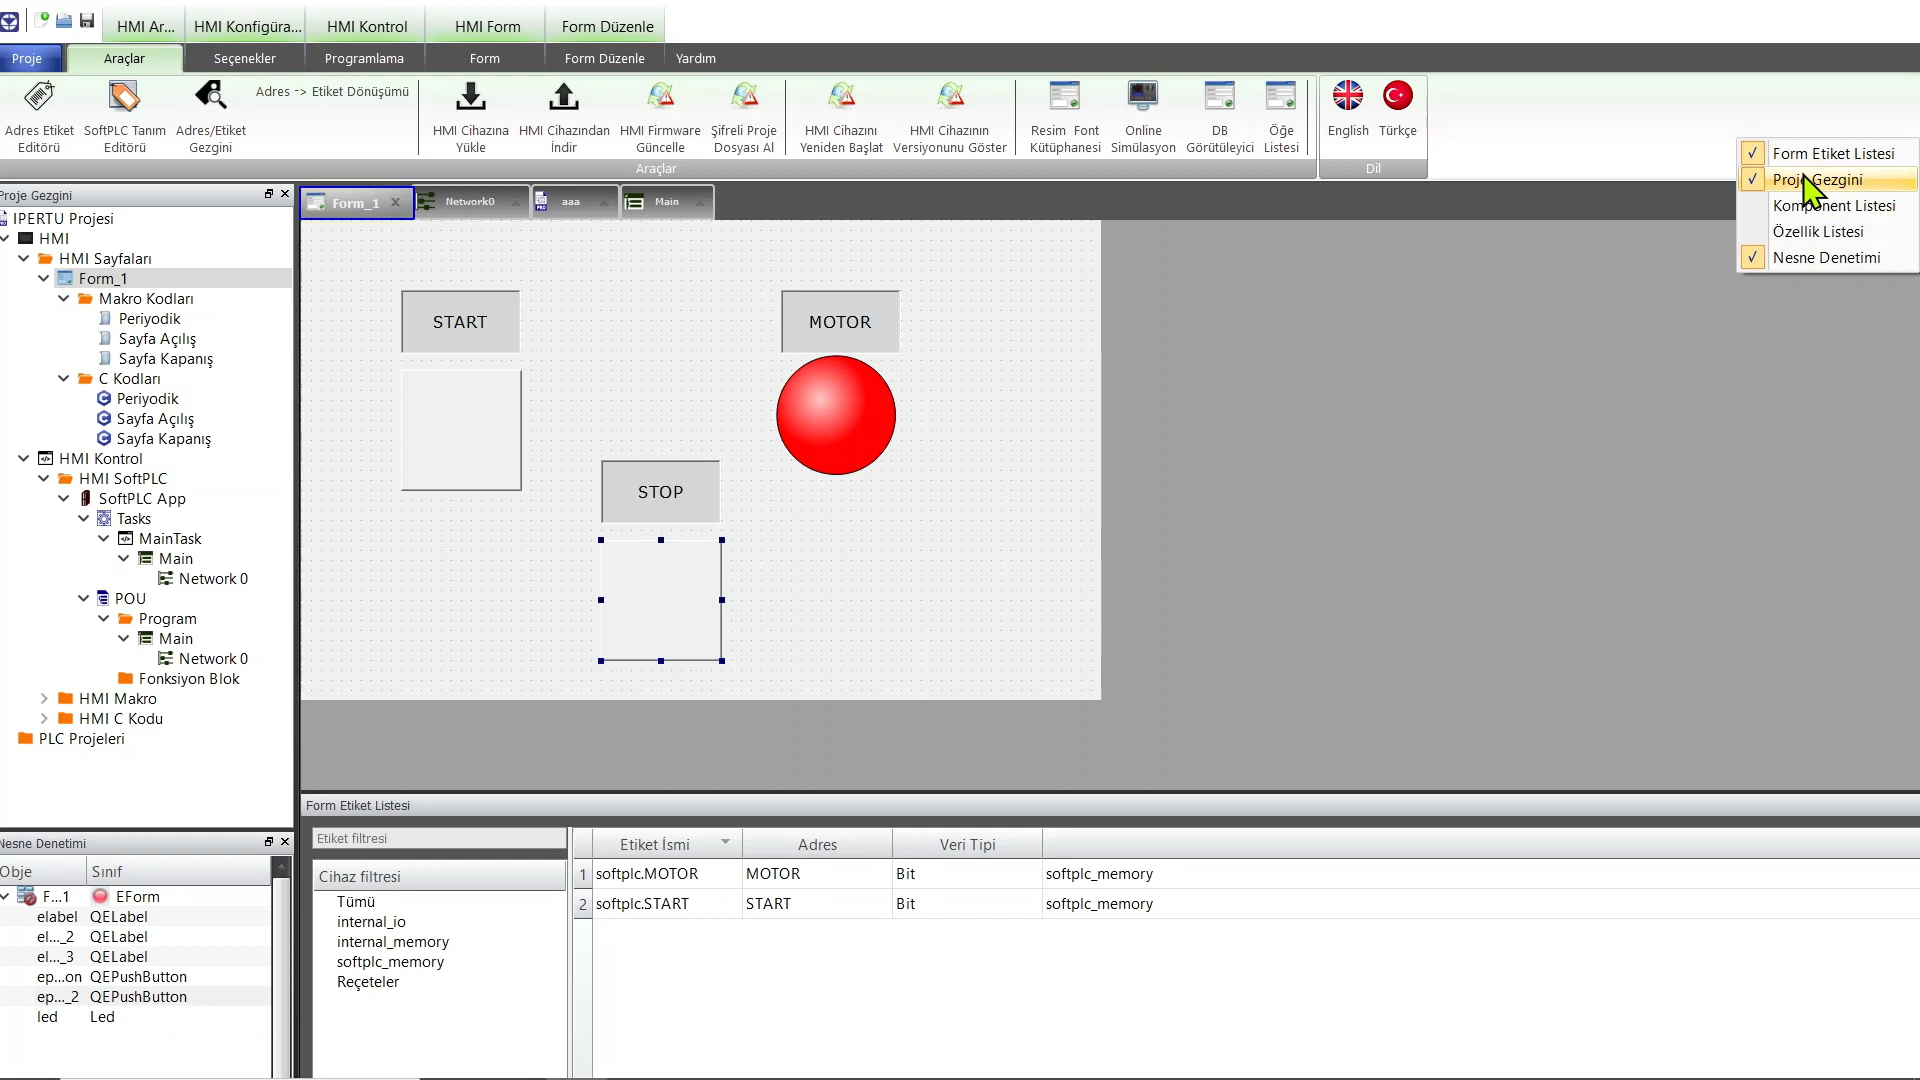 HMI Ar... HMI Konfigüra... HMI Kontrol HMI Form Form Düzenle
Proje Araçlar Seçenekler Programlama Form Form Düzenle Yardım
Adres Etiket Editörü
SoftPLC Tanım Editörü
Adres/Etiket Gezgini
Adres -> Etiket Dönüşümü
HMI Cihazına Yükle
HMI Cihazından İndir
HMI Firmware Güncelle
Şifreli Proje Dosyası Al
HMI Cihazını Yeniden Başlat
HMI Cihazının Versiyonunu Göster
Resim Font Kütüphanesi
Online Simülasyon
DB Görütüleyici
Öğe Listesi
English
Türkçe
Araçlar
Dil
Form Etiket Listesi
Proje Gezgini
Komponent Listesi
Özellik Listesi
Nesne Denetimi
Proje Gezgini
IPERTU Projesi
HMI
HMI Sayfaları
Form_1
Makro Kodları
Periyodik
Sayfa Açılış
Sayfa Kapanış
C Kodları
Periyodik
Sayfa Açılış
Sayfa Kapanış
HMI Kontrol
HMI SoftPLC
SoftPLC App
Tasks
MainTask
Main
Network 0
POU
Program
Main
Network 0
Fonksiyon Blok
HMI Makro
HMI C Kodu
PLC Projeleri
Form_1 Network0 aaa Main
START
MOTOR
STOP
Nesne Denetimi
Obje Sınıf
F...1 EForm
elabel QELabel
el..._2 QELabel
el..._3 QELabel
ep...on QEPushButton
ep..._2 QEPushButton
led Led
Form Etiket Listesi
Etiket filtresi
Cihaz filtresi
Tümü
internal_io
internal_memory
softplc_memory
Reçeteler
Etiket İsmi Adres Veri Tipi
1 softplc.MOTOR MOTOR Bit softplc_memory
2 softplc.START START Bit softplc_memory